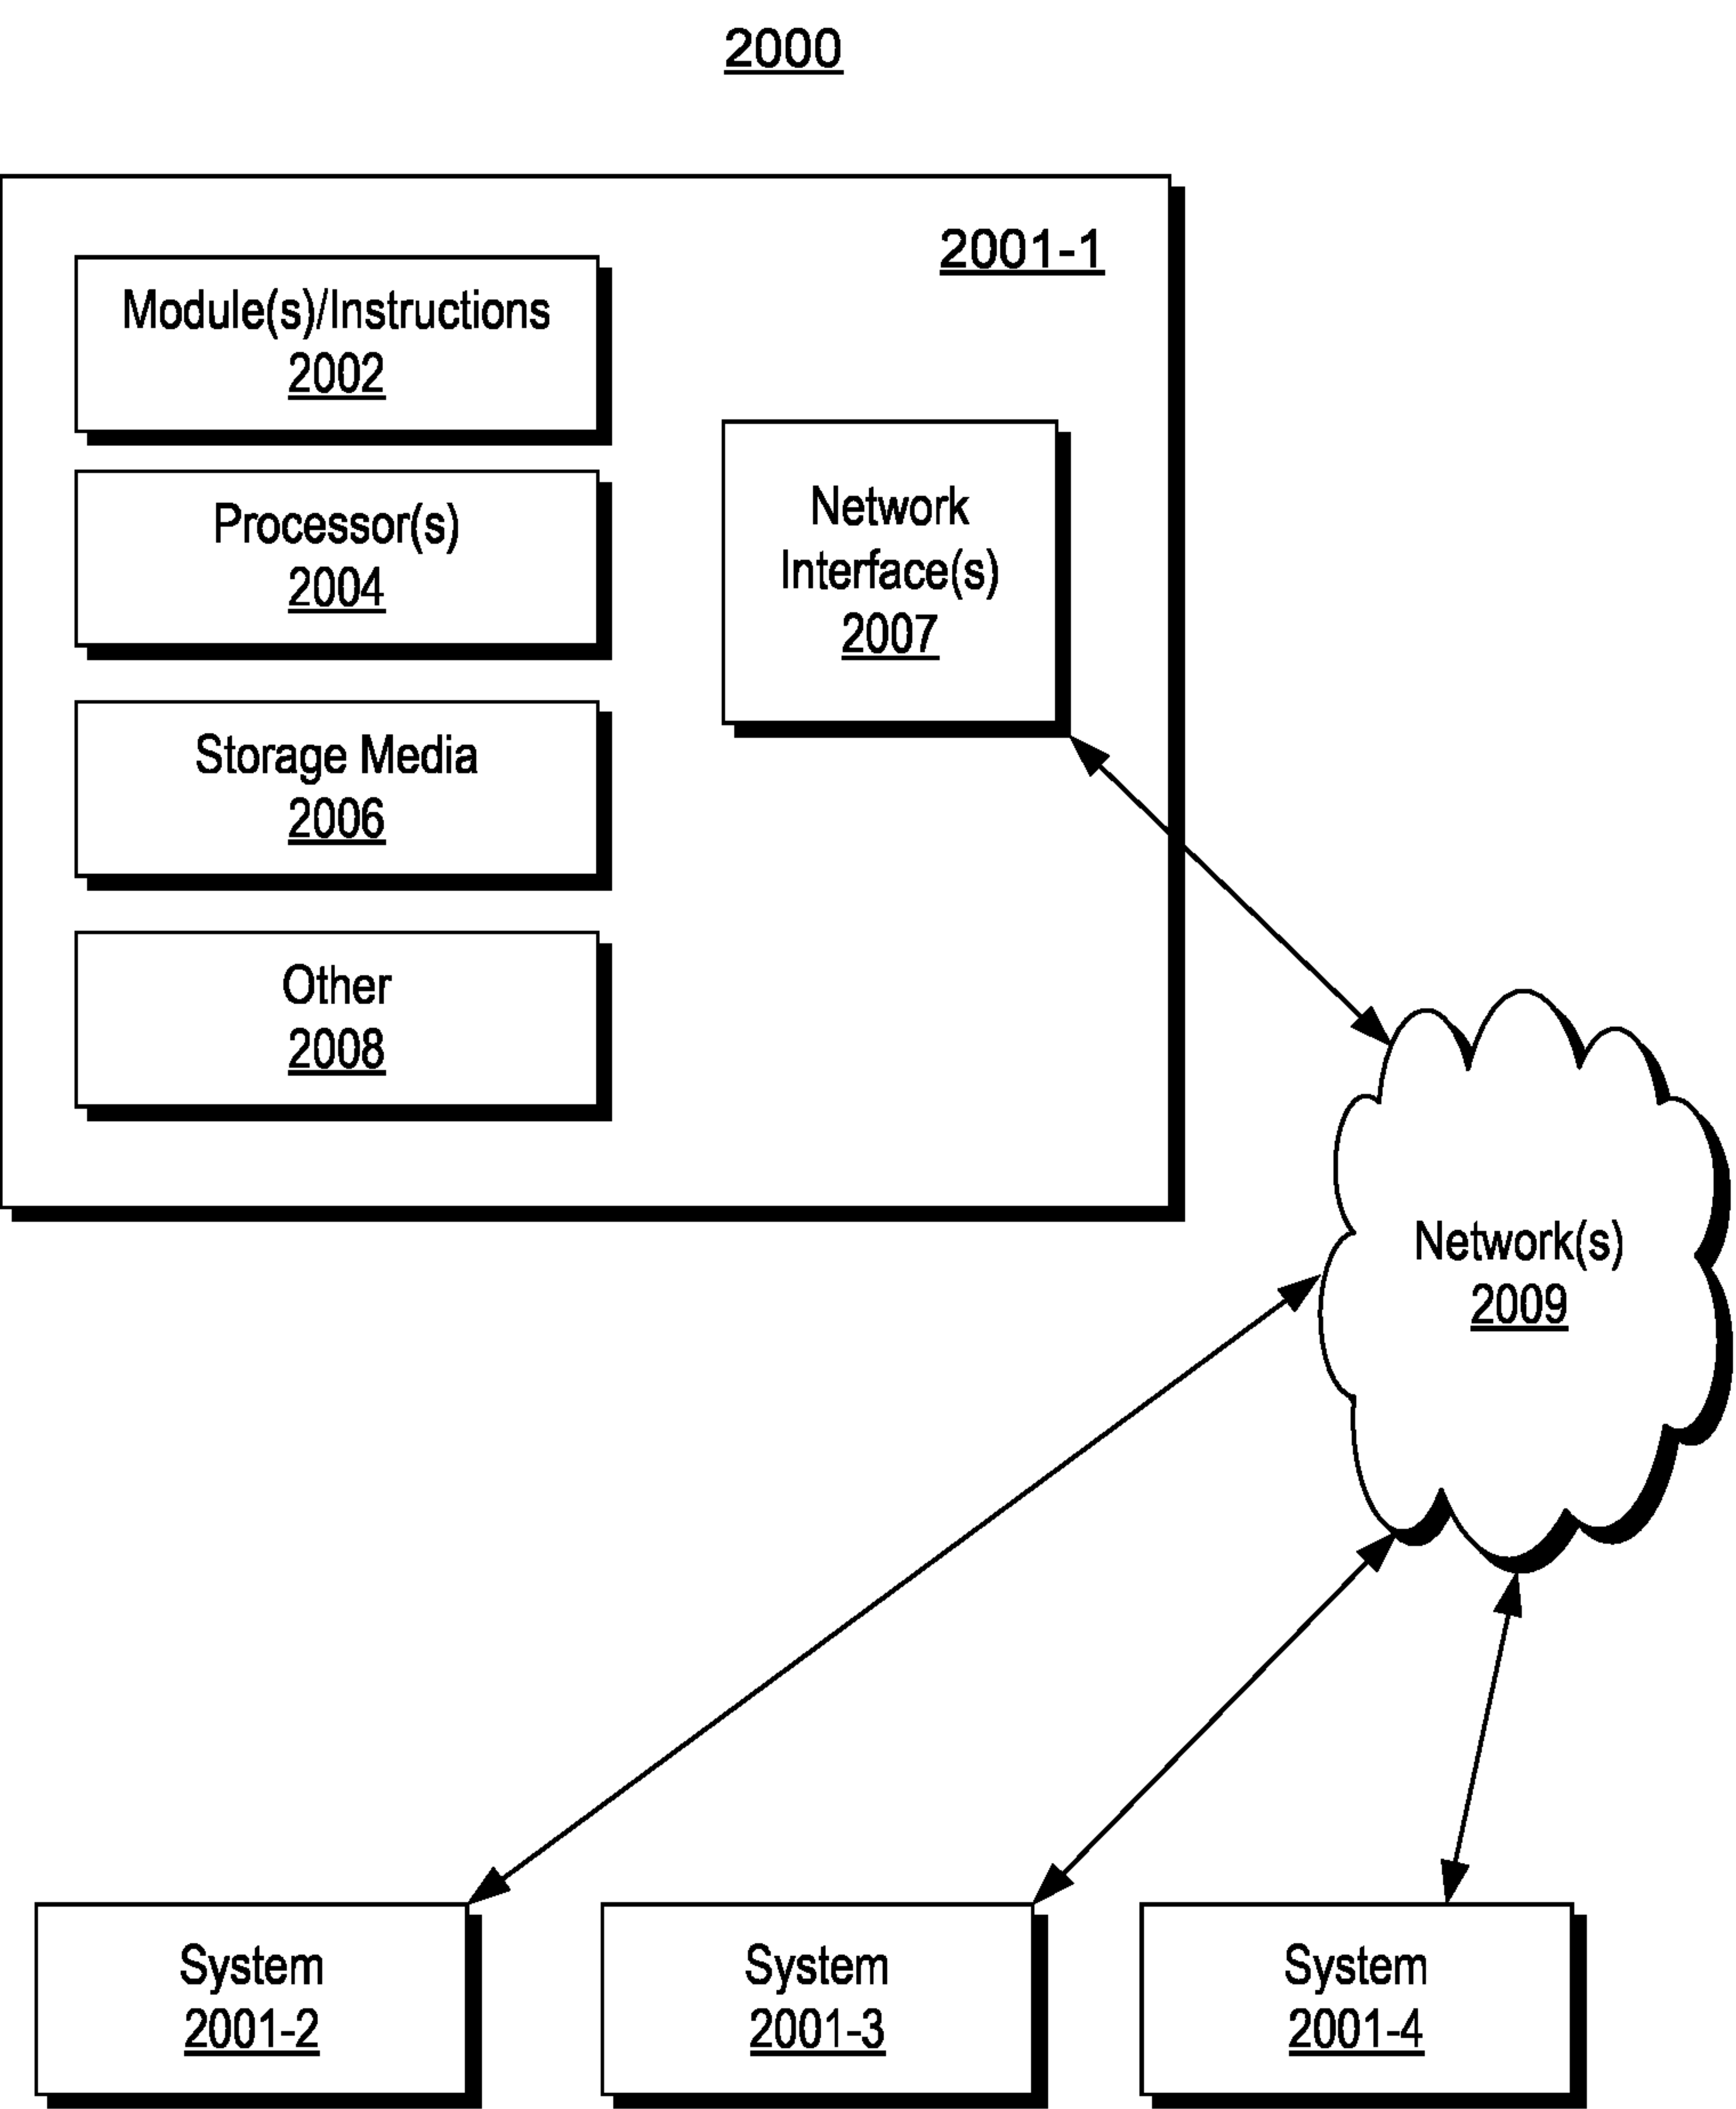 2000
2001-1
Module(s)/Instructions
2002
Processor(s)
2004
Storage Media
2006
Other
2008
Network
Interface(s)
2007
Network(s)
2009
System
2001-2
System
2001-3
System
2001-4